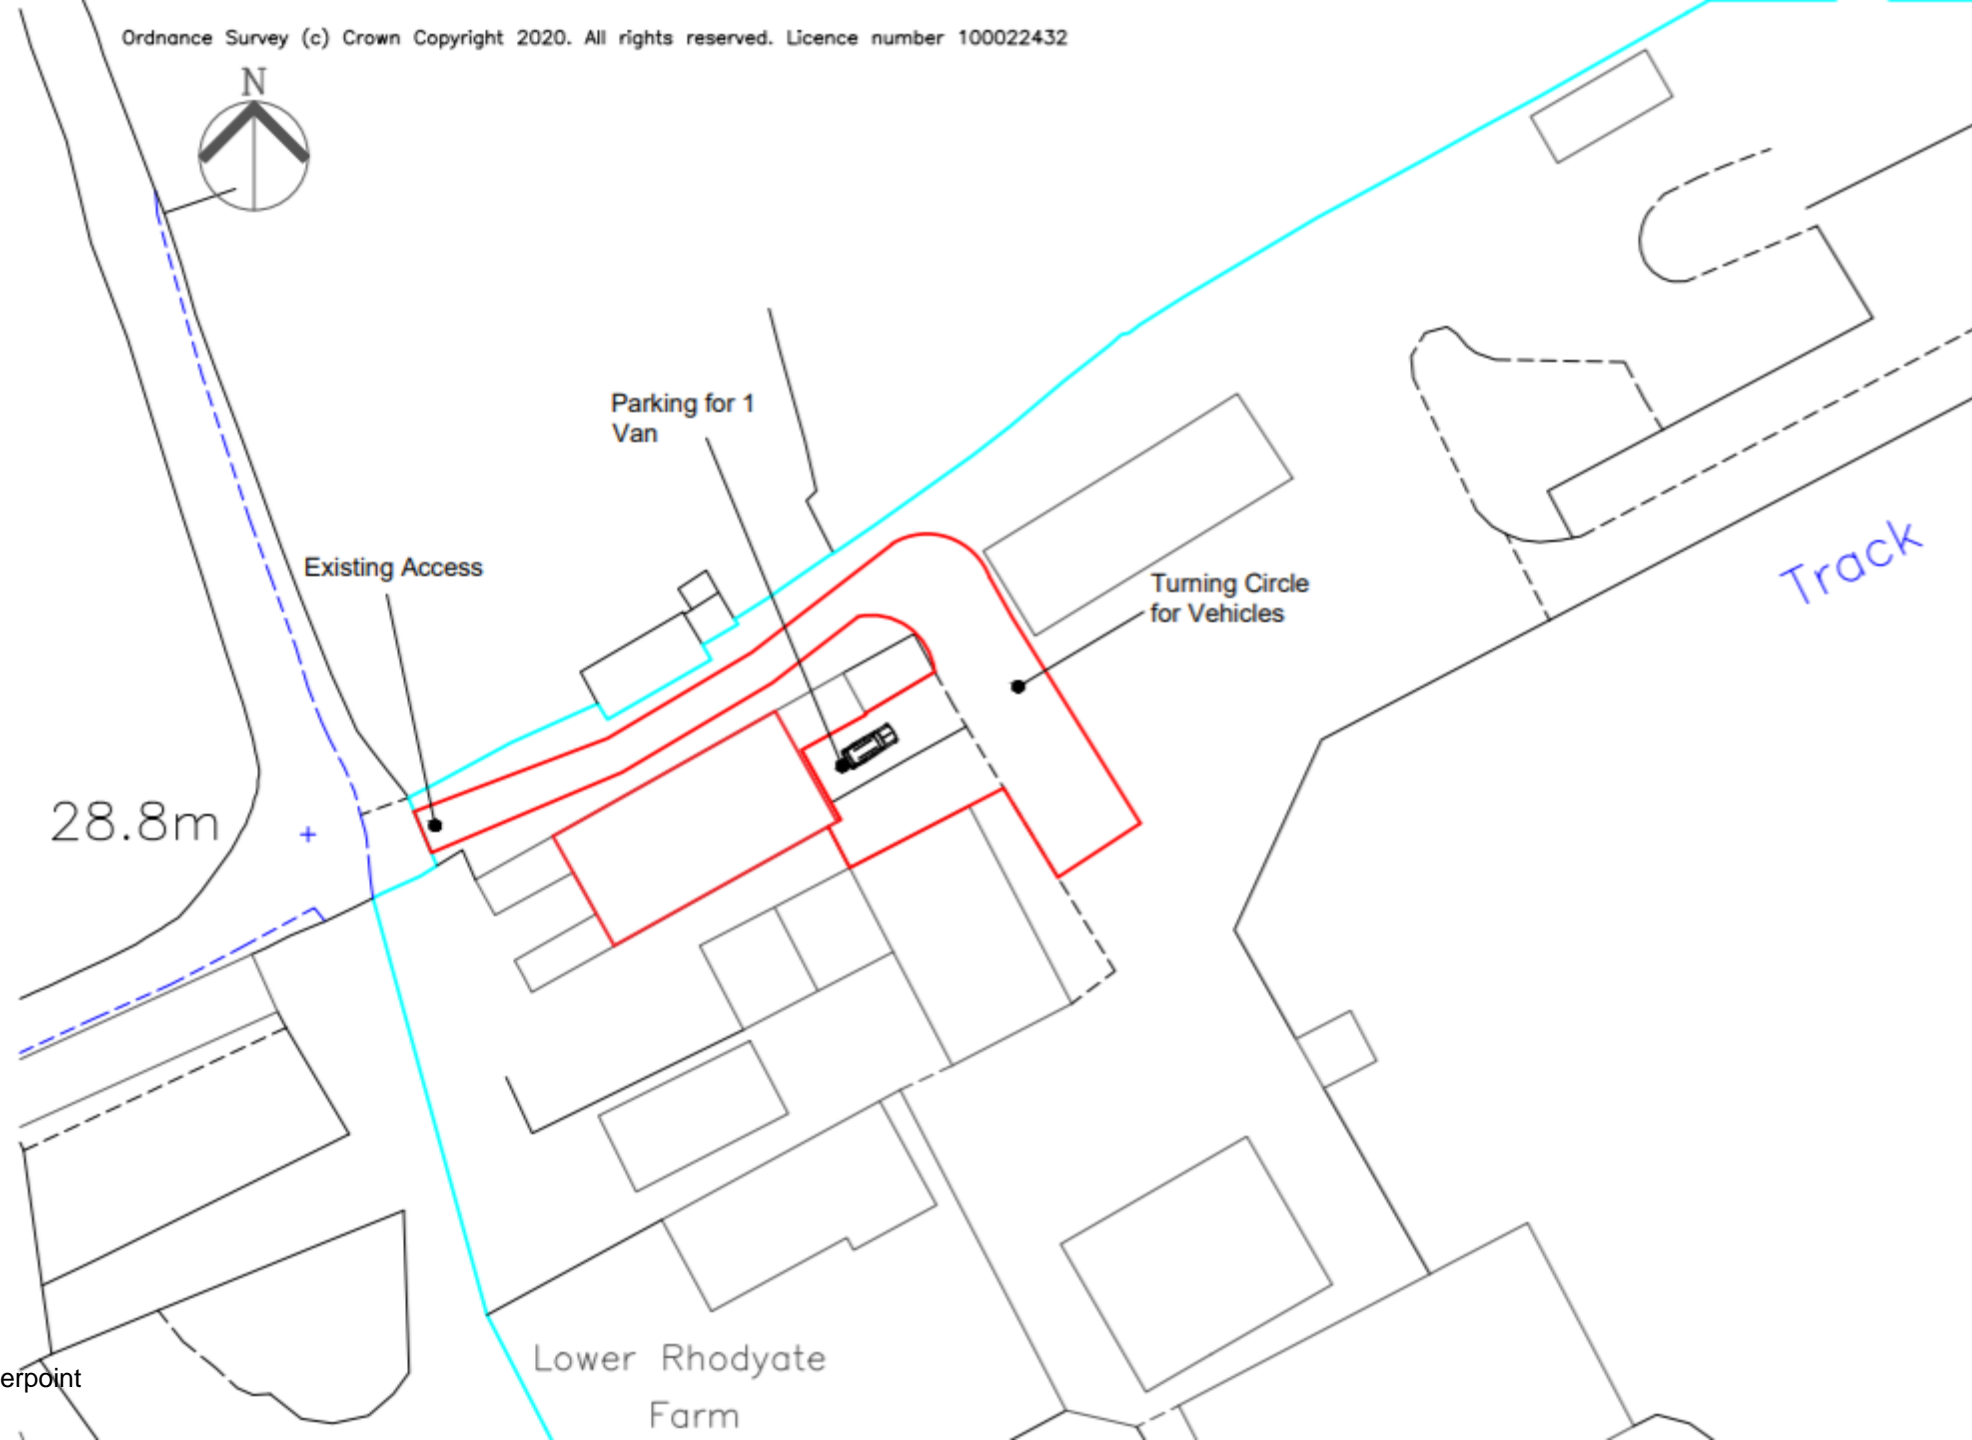 Ordnance Survey (c) Crown Copyright 2020. All rights reserved. Licence number 100022432
N
Parking for 1
Van
Existing Access
Turning Circle
for Vehicles
Track
28.8m
Lower Rhodyate
Farm
erpoint